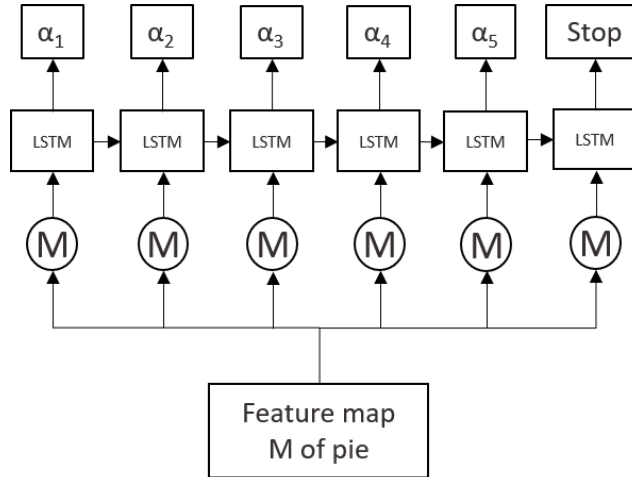 α1 α2 α3 α4 α5 Stop
LSTM LSTM LSTM LSTM LSTM LSTM
M M M M M M
Feature map
M of pie